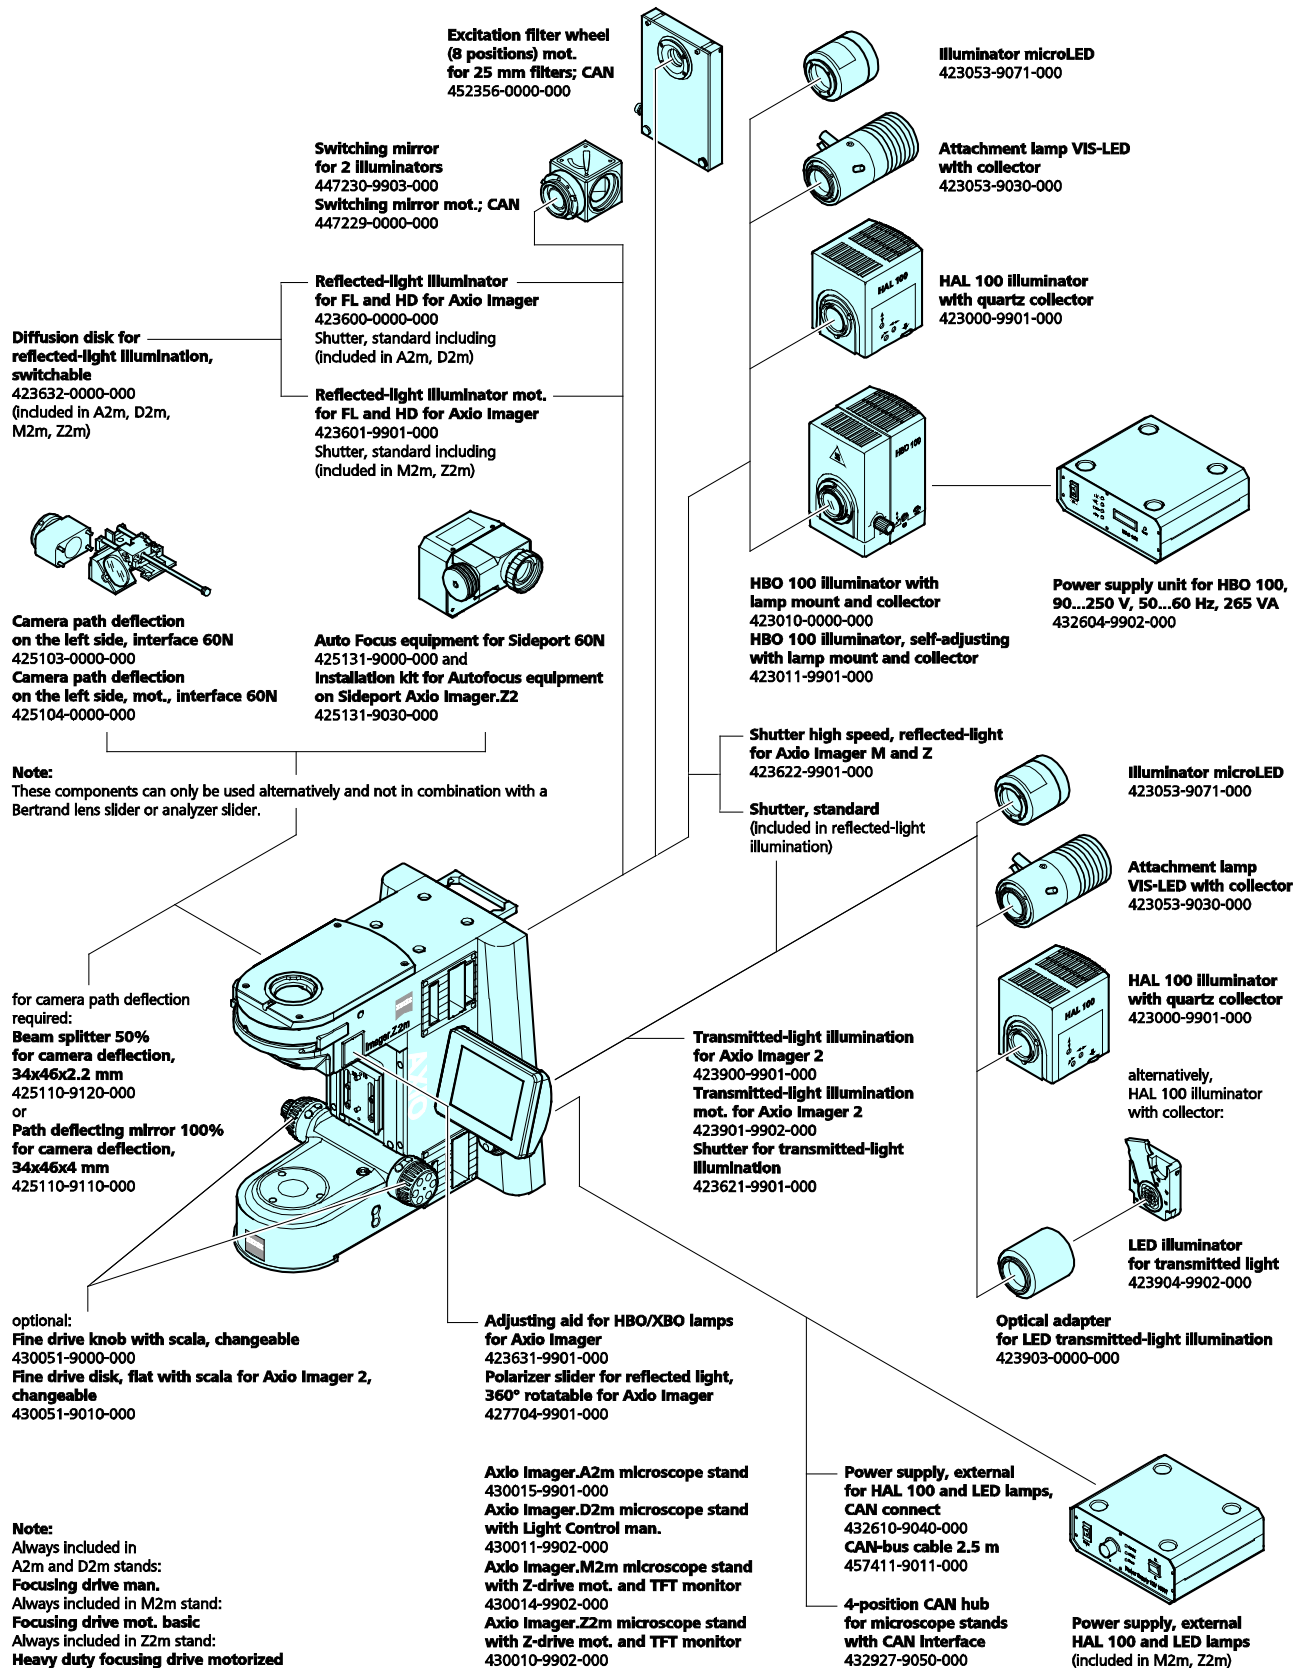 Excitation filter wheel
(8 positions) mot.
for 25 mm filters; CAN
452356-0000-000
Illuminator microLED
423053-9071-000
Switching mirror
for 2 illuminators
447230-9903-000
Switching mirror mot.; CAN
447229-0000-000
Attachment lamp VIS-LED
with collector
423053-9030-000
HAL 100
HAL 100 illuminator
with quartz collector
423000-9901-000
Reflected-light illuminator
for FL and HD for Axio Imager
423600-0000-000
Shutter, standard including
(included in A2m, D2m)
Diffusion disk for
reflected-light illumination,
switchable
423632-0000-000
(included in A2m, D2m,
M2m, Z2m)
Reflected-light illuminator mot.
for FL and HD for Axio Imager
423601-9901-000
Shutter, standard including
(included in M2m, Z2m)
HBO 100
HBO 100 illuminator with
lamp mount and collector
423010-0000-000
HBO 100 illuminator, self-adjusting
with lamp mount and collector
423011-9901-000
Power supply unit for HBO 100,
90...250 V, 50...60 Hz, 265 VA
432604-9902-000
Camera path deflection
on the left side, interface 60N
425103-0000-000
Camera path deflection
on the left side, mot., interface 60N
425104-0000-000
Auto Focus equipment for Sideport 60N
425131-9000-000 and
Installation kit for Autofocus equipment
on Sideport Axio Imager.Z2
425131-9030-000
Note:
These components can only be used alternatively and not in combination with a
Bertrand lens slider or analyzer slider.
Shutter high speed, reflected-light
for Axio Imager M and Z
423622-9901-000
Shutter, standard
(included in reflected-light
illumination)
Illuminator microLED
423053-9071-000
Attachment lamp
VIS-LED with collector
423053-9030-000
HAL 100
HAL 100 illuminator
with quartz collector
423000-9901-000
alternatively,
HAL 100 illuminator
with collector:
LED illuminator
for transmitted light
423904-9902-000
Optical adapter
for LED transmitted-light illumination
423903-0000-000
for camera path deflection
required:
Beam splitter 50%
for camera deflection,
34x46x2.2 mm
425110-9120-000
or
Path deflecting mirror 100%
for camera deflection,
34x46x4 mm
425110-9110-000
Imager.Z2m
AXIO
Transmitted-light illumination
for Axio Imager 2
423900-9901-000
Transmitted-light illumination
mot. for Axio Imager 2
423901-9902-000
Shutter for transmitted-light
illumination
423621-9901-000
optional:
Fine drive knob with scala, changeable
430051-9000-000
Fine drive disk, flat with scala for Axio Imager 2,
changeable
430051-9010-000
Adjusting aid for HBO/XBO lamps
for Axio Imager
423631-9901-000
Polarizer slider for reflected light,
360° rotatable for Axio Imager
427704-9901-000
Axio Imager.A2m microscope stand
430015-9901-000
Axio Imager.D2m microscope stand
with Light Control man.
430011-9902-000
Axio Imager.M2m microscope stand
with Z-drive mot. and TFT monitor
430014-9902-000
Axio Imager.Z2m microscope stand
with Z-drive mot. and TFT monitor
430010-9902-000
Note:
Always included in
A2m and D2m stands:
Focusing drive man.
Always included in M2m stand:
Focusing drive mot. basic
Always included in Z2m stand:
Heavy duty focusing drive motorized
Power supply, external
for HAL 100 and LED lamps,
CAN connect
432610-9040-000
CAN-bus cable 2.5 m
457411-9011-000
4-position CAN hub
for microscope stands
with CAN Interface
432927-9050-000
Power supply, external
HAL 100 and LED lamps
(included in M2m, Z2m)